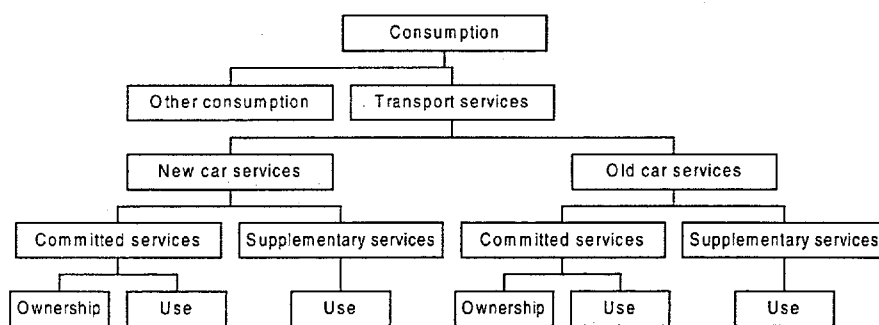 Consumption
Other consumption
Transport services
New car services
Old car services
Committed services
Supplementary services
Committed services
Supplementary services
Ownership
Use
Use
Ownership
Use
Use